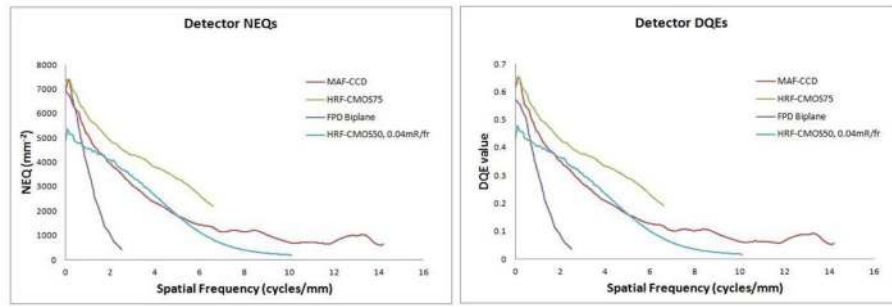 Detector NEQs
8000
7000
6000
5000
4000
3000
2000
1000
0
NEQ (mm⁻²)
MAF-CCD
HRF-CMOS75
FPD Biplane
HRF-CMOS50, 0.04mR/fr
0 2 4 6 8 10 12 14 16
Spatial Frequency (cycles/mm)
Detector DQEs
0.7
0.6
0.5
0.4
0.3
0.2
0.1
0
DQE value
MAF-CCD
HRF-CMOS75
FPD Biplane
HRF-CMOS50, 0.04mR/fr
0 2 4 6 8 10 12 14 16
Spatial Frequency (cycles/mm)